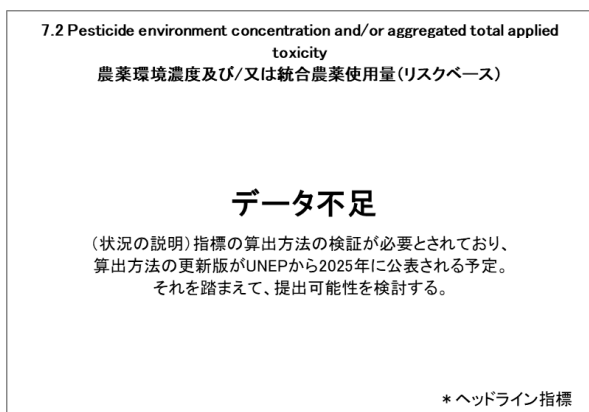 7.2 Pesticide environment concentration and/or aggregated total applied
toxicity
農薬環境濃度及び/又は統合農薬使用量(リスクベース)
データ不足
(状況の説明)指標の算出方法の検証が必要とされており、
算出方法の更新版がUNEPから2025年に公表される予定。
それを踏まえて、提出可能性を検討する。
*ヘッドライン指標